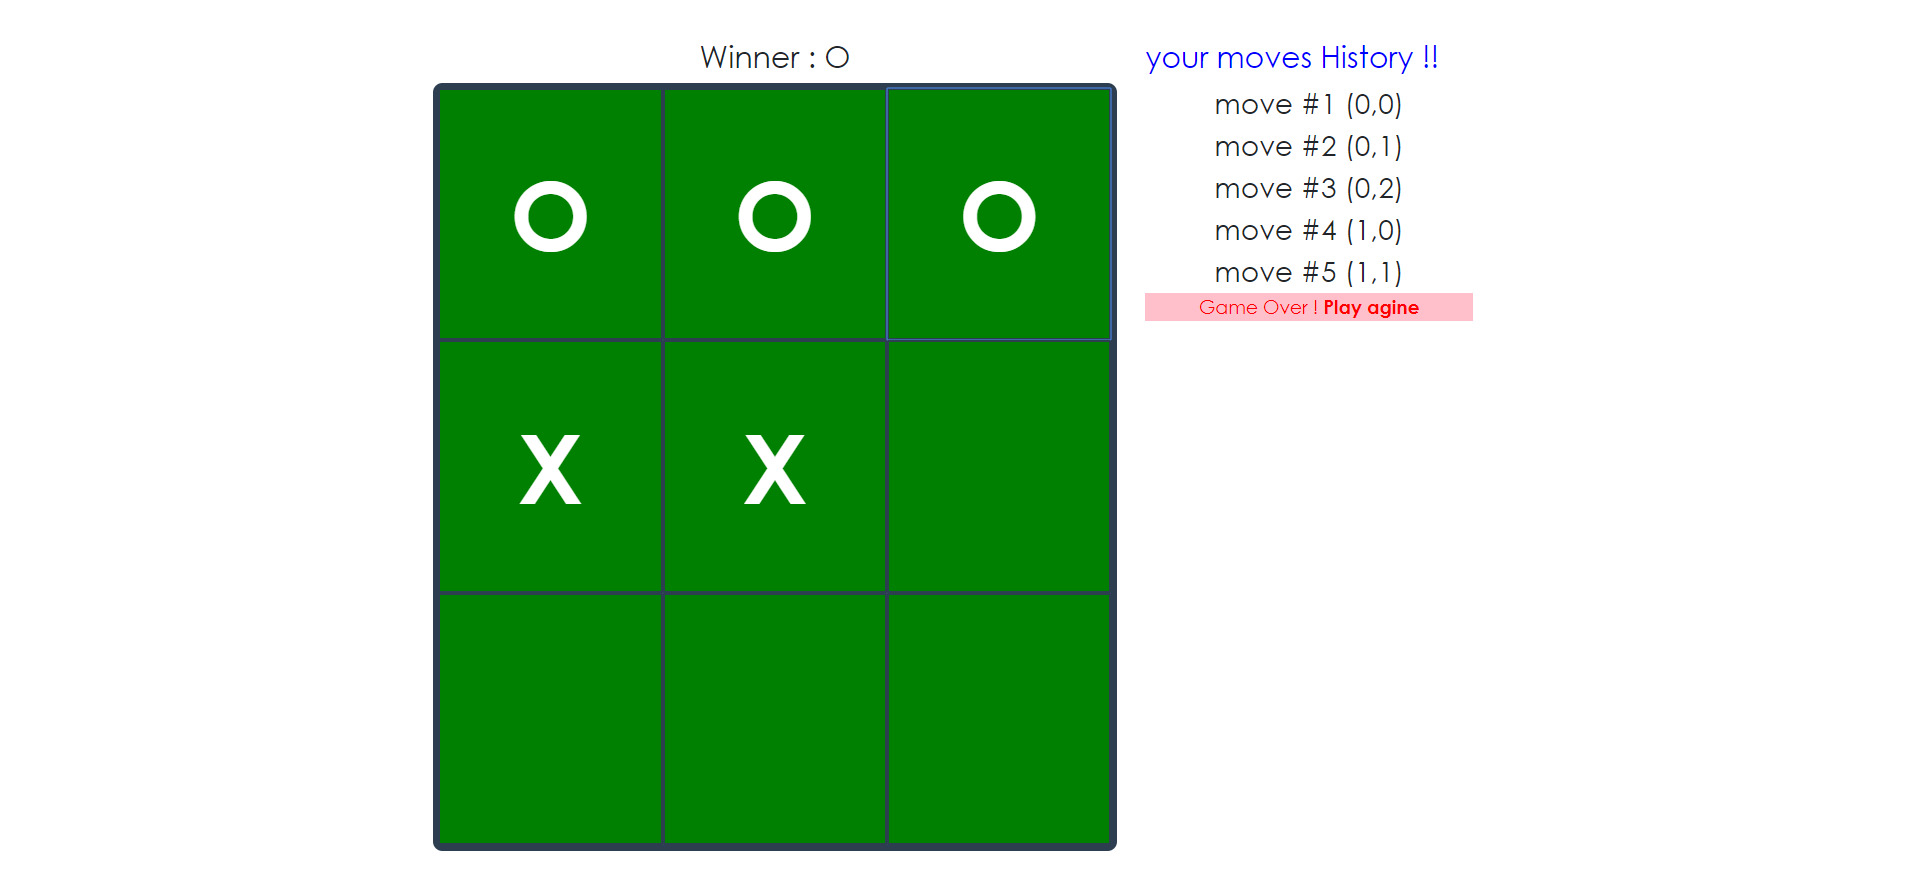 Winner : O
your moves History !!
move #1 (0,0)
move #2 (0,1)
move #3 (0,2)
move #4 (1,0)
move #5 (1,1)
Game Over ! Play agine
O O O
X X